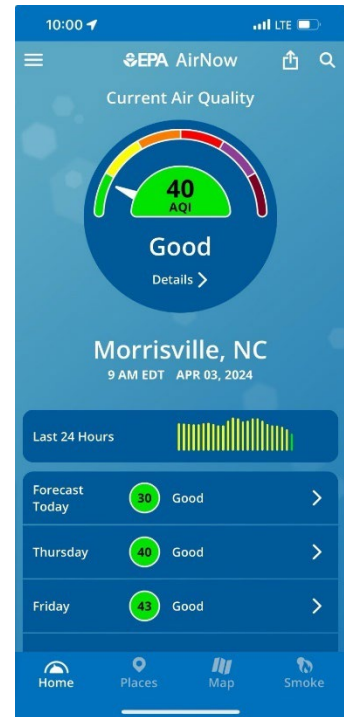 10:00
LTE
EPA AirNow
Current Air Quality
40
AQI
Good
Details
Morrisville, NC
9 AM EDT APR 03, 2024
Last 24 Hours
Forecast
Today
30
Good
Thursday
40
Good
Friday
43
Good
Home
Places
Map
Smoke